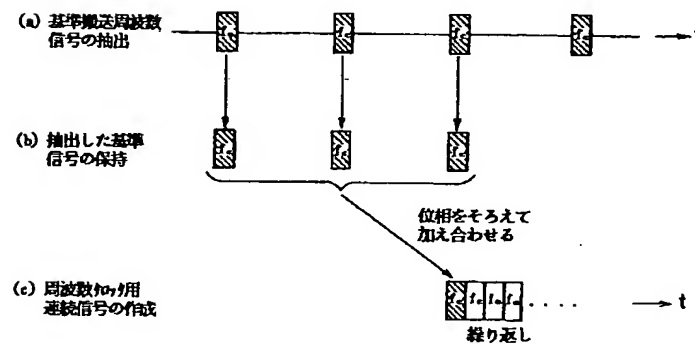 (a) 基準搬送周波数
信号の抽出
(b) 抽出した基準
信号の保持
位相をそろえて
加え合わせる
(c) 周波数ロック用
連続信号の作成
‥‥
t
繰り返し